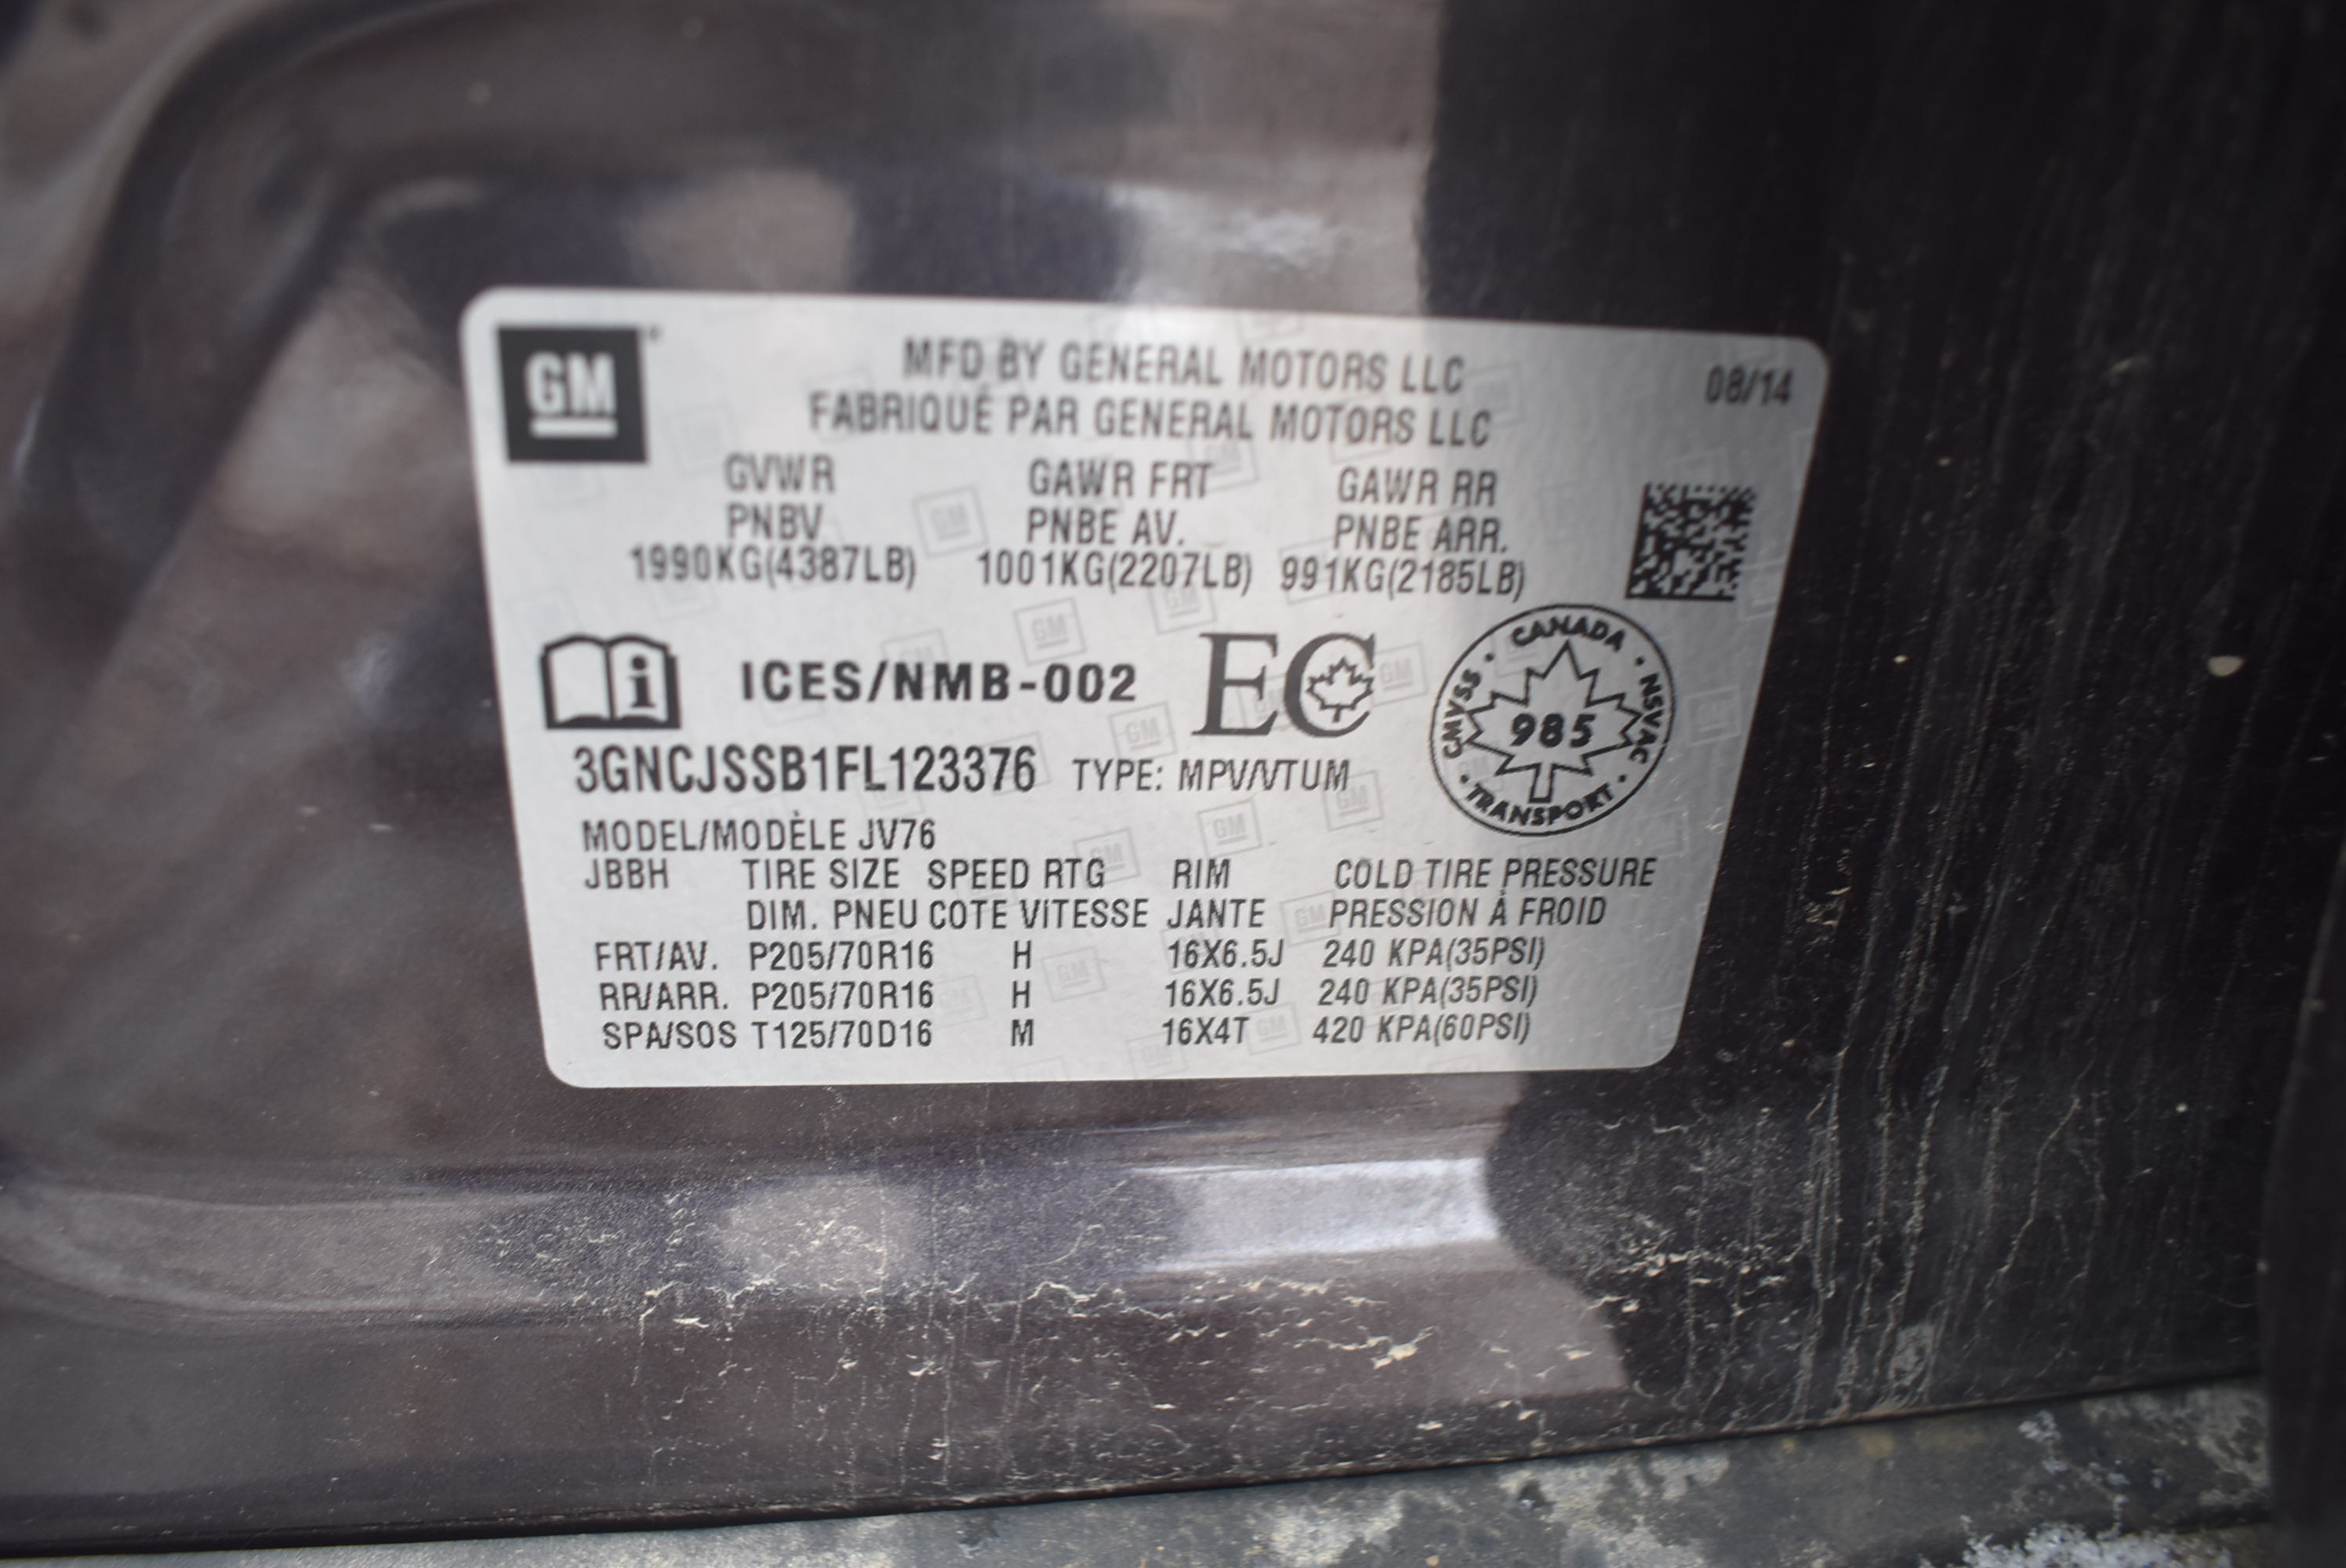 GM
MFD BY GENERAL MOTORS LLC
08/14
FABRIQUÉ PAR GENERAL MOTORS LLC
GVWR GAWR FRT GAWR RR
PNBV PNBE AV. PNBE ARR.
1990KG(4387LB) 1001KG(2207LB) 991KG(2185LB)
ICES/NMB-002
EC
CANADA · NSVAC · TRANSPORT · CMVSS ·
985
3GNCJSSB1FL123376 TYPE: MPV/VTUM
MODEL/MODÈLE JV76
JBBH TIRE SIZE SPEED RTG RIM COLD TIRE PRESSURE
DIM. PNEU COTE VITESSE JANTE PRESSION À FROID
FRT/AV. P205/70R16 H 16X6.5J 240 KPA(35PSI)
RR/ARR. P205/70R16 H 16X6.5J 240 KPA(35PSI)
SPA/SOS T125/70D16 M 16X4T 420 KPA(60PSI)